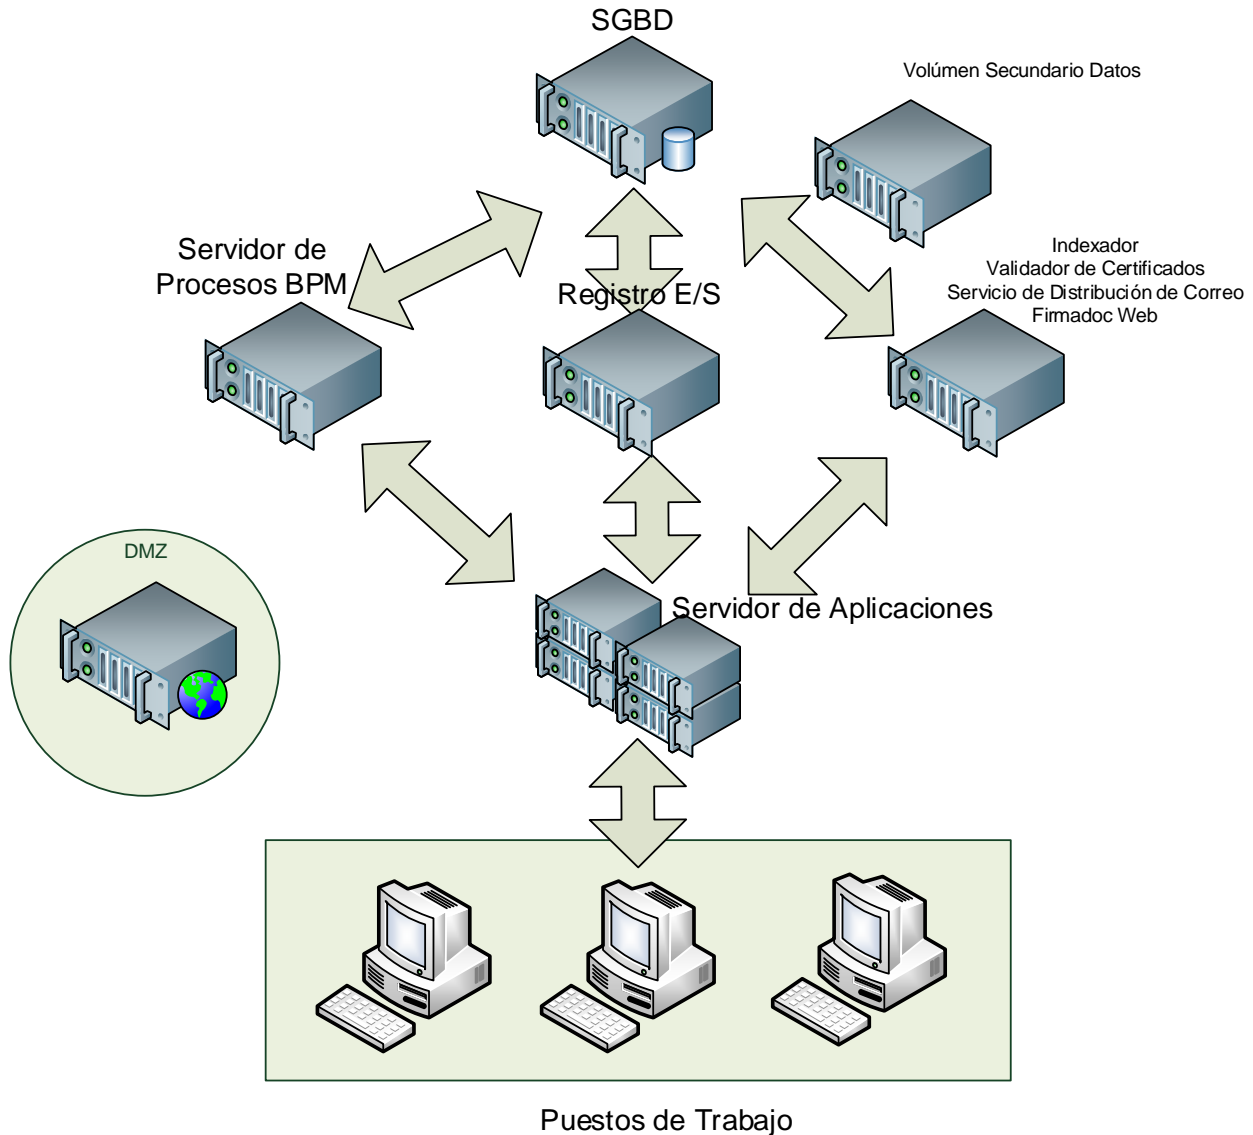 SGBD
Volúmen Secundario Datos
Servidor de
Procesos BPM
Registro E/S
Indexador
Validador de Certificados
Servicio de Distribución de Correo
Firmadoc Web
DMZ
Servidor de Aplicaciones
Puestos de Trabajo